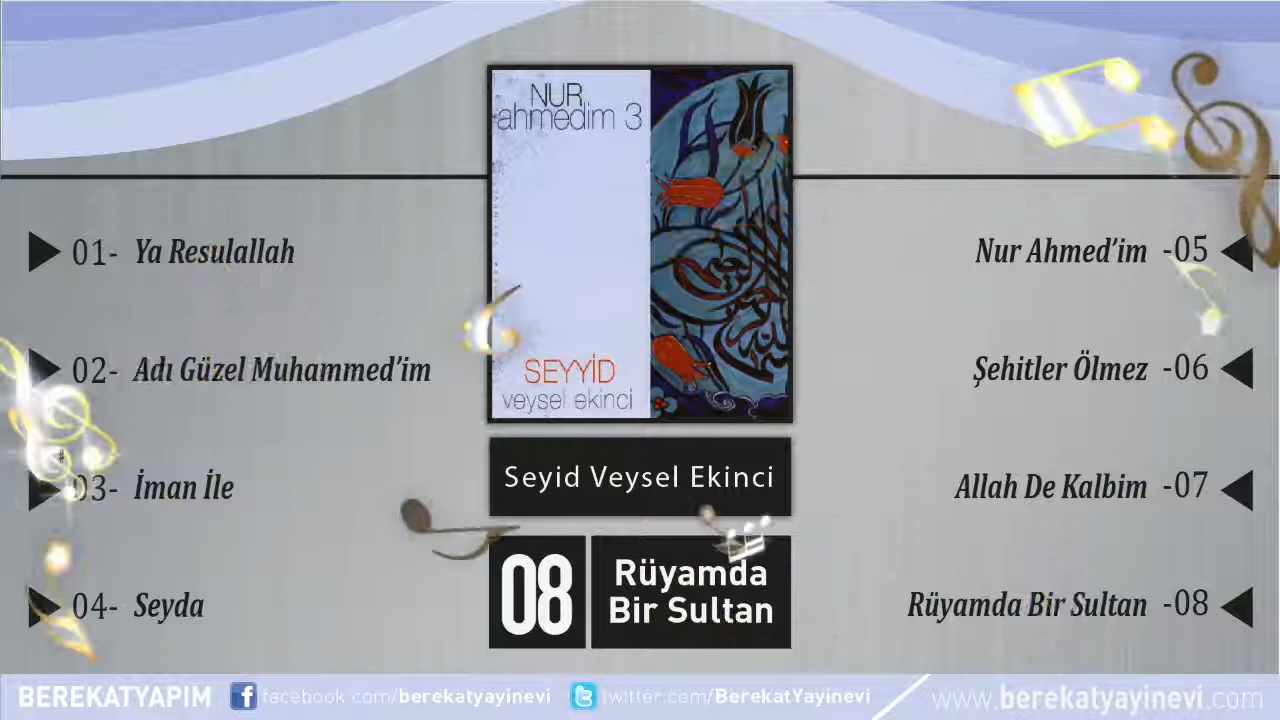 NUR
ahmedim 3
SEYYİD
veysel ekinci
01- Ya Resulallah
02- Adı Güzel Muhammed’im
03- İman İle
04- Seyda
Nur Ahmed’im -05
Şehitler Ölmez -06
Allah De Kalbim -07
Rüyamda Bir Sultan -08
Seyid Veysel Ekinci
08
Rüyamda
Bir Sultan
BEREKATYAPIM facebook.com/berekatyayinevi twitter.com/BerekatYayinevi www.berekatyayinevi.com